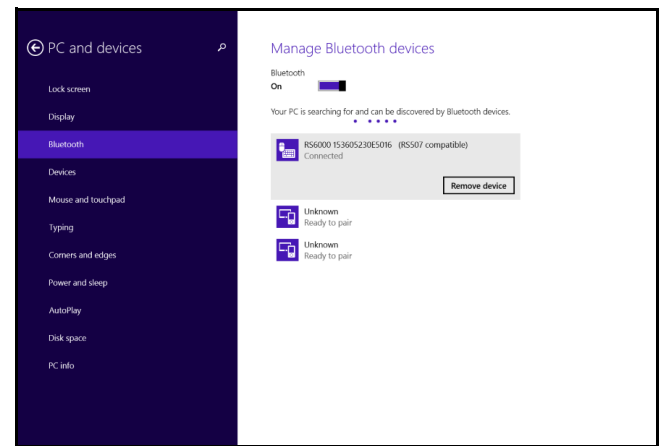 PC and devices
Lock screen
Display
Bluetooth
Devices
Mouse and touchpad
Typing
Corners and edges
Power and sleep
AutoPlay
Disk space
PC info
Manage Bluetooth devices
Bluetooth
On
Your PC is searching for and can be discovered by Bluetooth devices.
RS6000 153605230E5016 (RS507 compatible)
Connected
Remove device
Unknown
Ready to pair
Unknown
Ready to pair